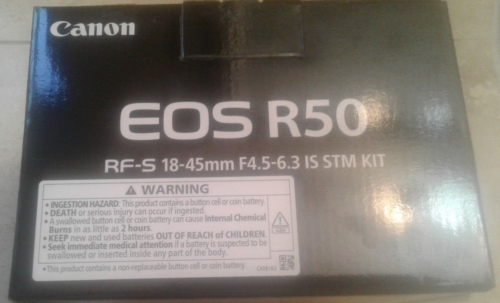 Canon
EOS R50
RF-S 18-45mm F4.5-6.3 IS STM KIT
⚠ WARNING
• INGESTION HAZARD: This product contains a button cell or coin battery.
• DEATH or serious injury can occur if ingested.
• A swallowed button cell or coin battery can cause Internal Chemical
Burns in as little as 2 hours.
• KEEP new and used batteries OUT OF REACH of CHILDREN
• Seek immediate medical attention if a battery is suspected to be
swallowed or inserted inside any part of the body.
• This product contains a non-replaceable button cell or coin battery.